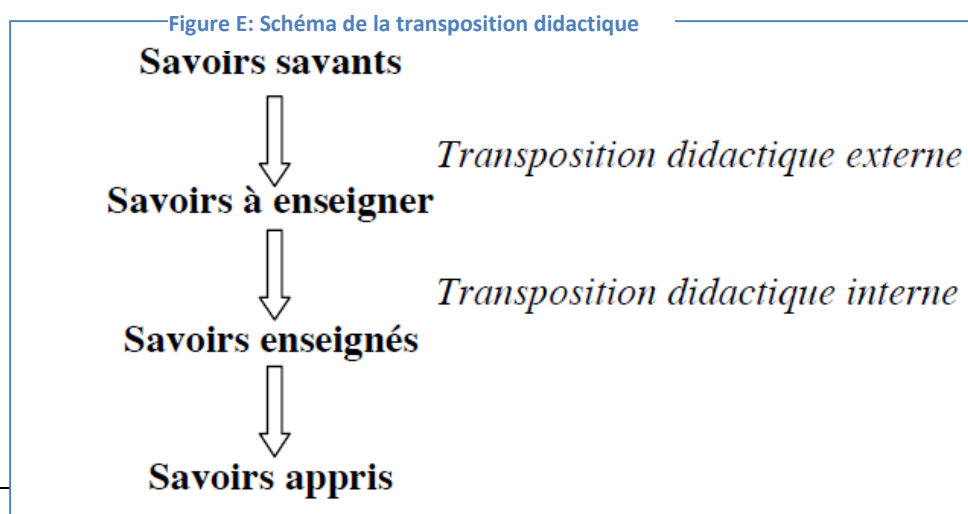 Figure E: Schéma de la transposition didactique
Savoirs savants
Transposition didactique externe
Savoirs à enseigner
Transposition didactique interne
Savoirs enseignés
Savoirs appris